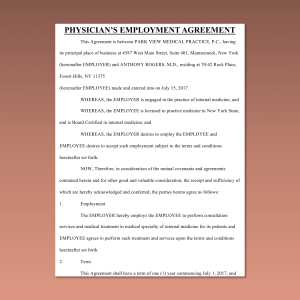 PHYSICIAN'S EMPLOYMENT AGREEMENT
This Agreement is between PARK VIEW MEDICAL PRACTICE, P.C., having
its principal place of business at 4587 West Main Street, Suite 401, Mamaroneck, New York
(hereinafter EMPLOYER) and ANTHONY ROGERS, M.D., residing at 70-42 Rock Place,
Forest Hills, NY 11375
(hereinafter EMPLOYEE) made and entered into on July 15, 2017.
WHEREAS, the EMPLOYER is engaged in the practice of internal medicine; and
WHEREAS, the EMPLOYEE is licensed to practice medicine in New York State,
and is Board Certified in internal medicine; and
WHEREAS, the EMPLOYER desires to employ the EMPLOYEE and
EMPLOYEE desires to accept such employment subject to the terms and conditions
hereinafter set forth.
NOW, Therefore, in consideration of the mutual covenants and agreements
contained herein and for other good and valuable consideration, the receipt and sufficiency of
which are hereby acknowledged and conferred, the parties hereto agree as follows:
1. Employment
The EMPLOYER hereby employs the EMPLOYEE to perform consultation
services and medical treatment in medical specialty of internal medicine for its patients and
EMPLOYEE agrees to perform such treatment and services upon the terms and conditions
hereinafter set forth.
2. Term
This Agreement shall have a term of one (1) year commencing July 1, 2017, and